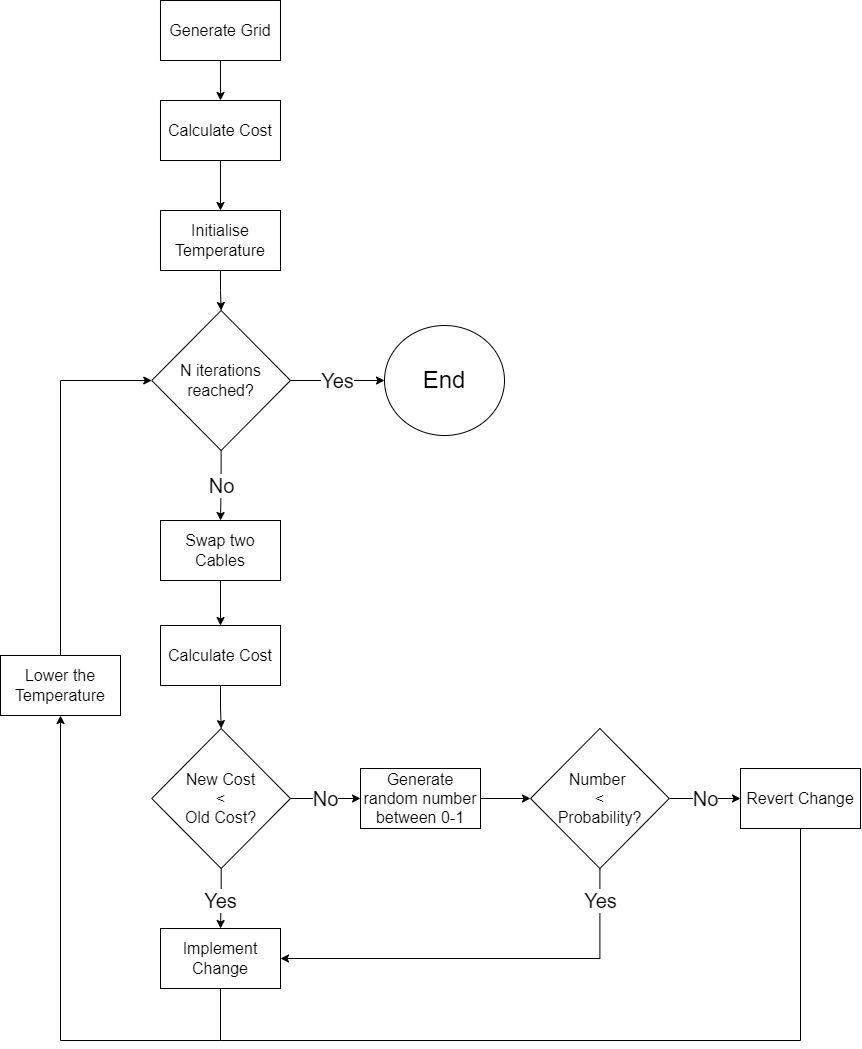 Generate Grid
Calculate Cost
Initialise
Temperature
N iterations
reached?
Yes
End
No
Swap two
Cables
Calculate Cost
Lower the
Temperature
New Cost
<
Old Cost?
No
Generate
random number
between 0-1
Number
<
Probability?
No
Revert Change
Yes
Yes
Implement
Change